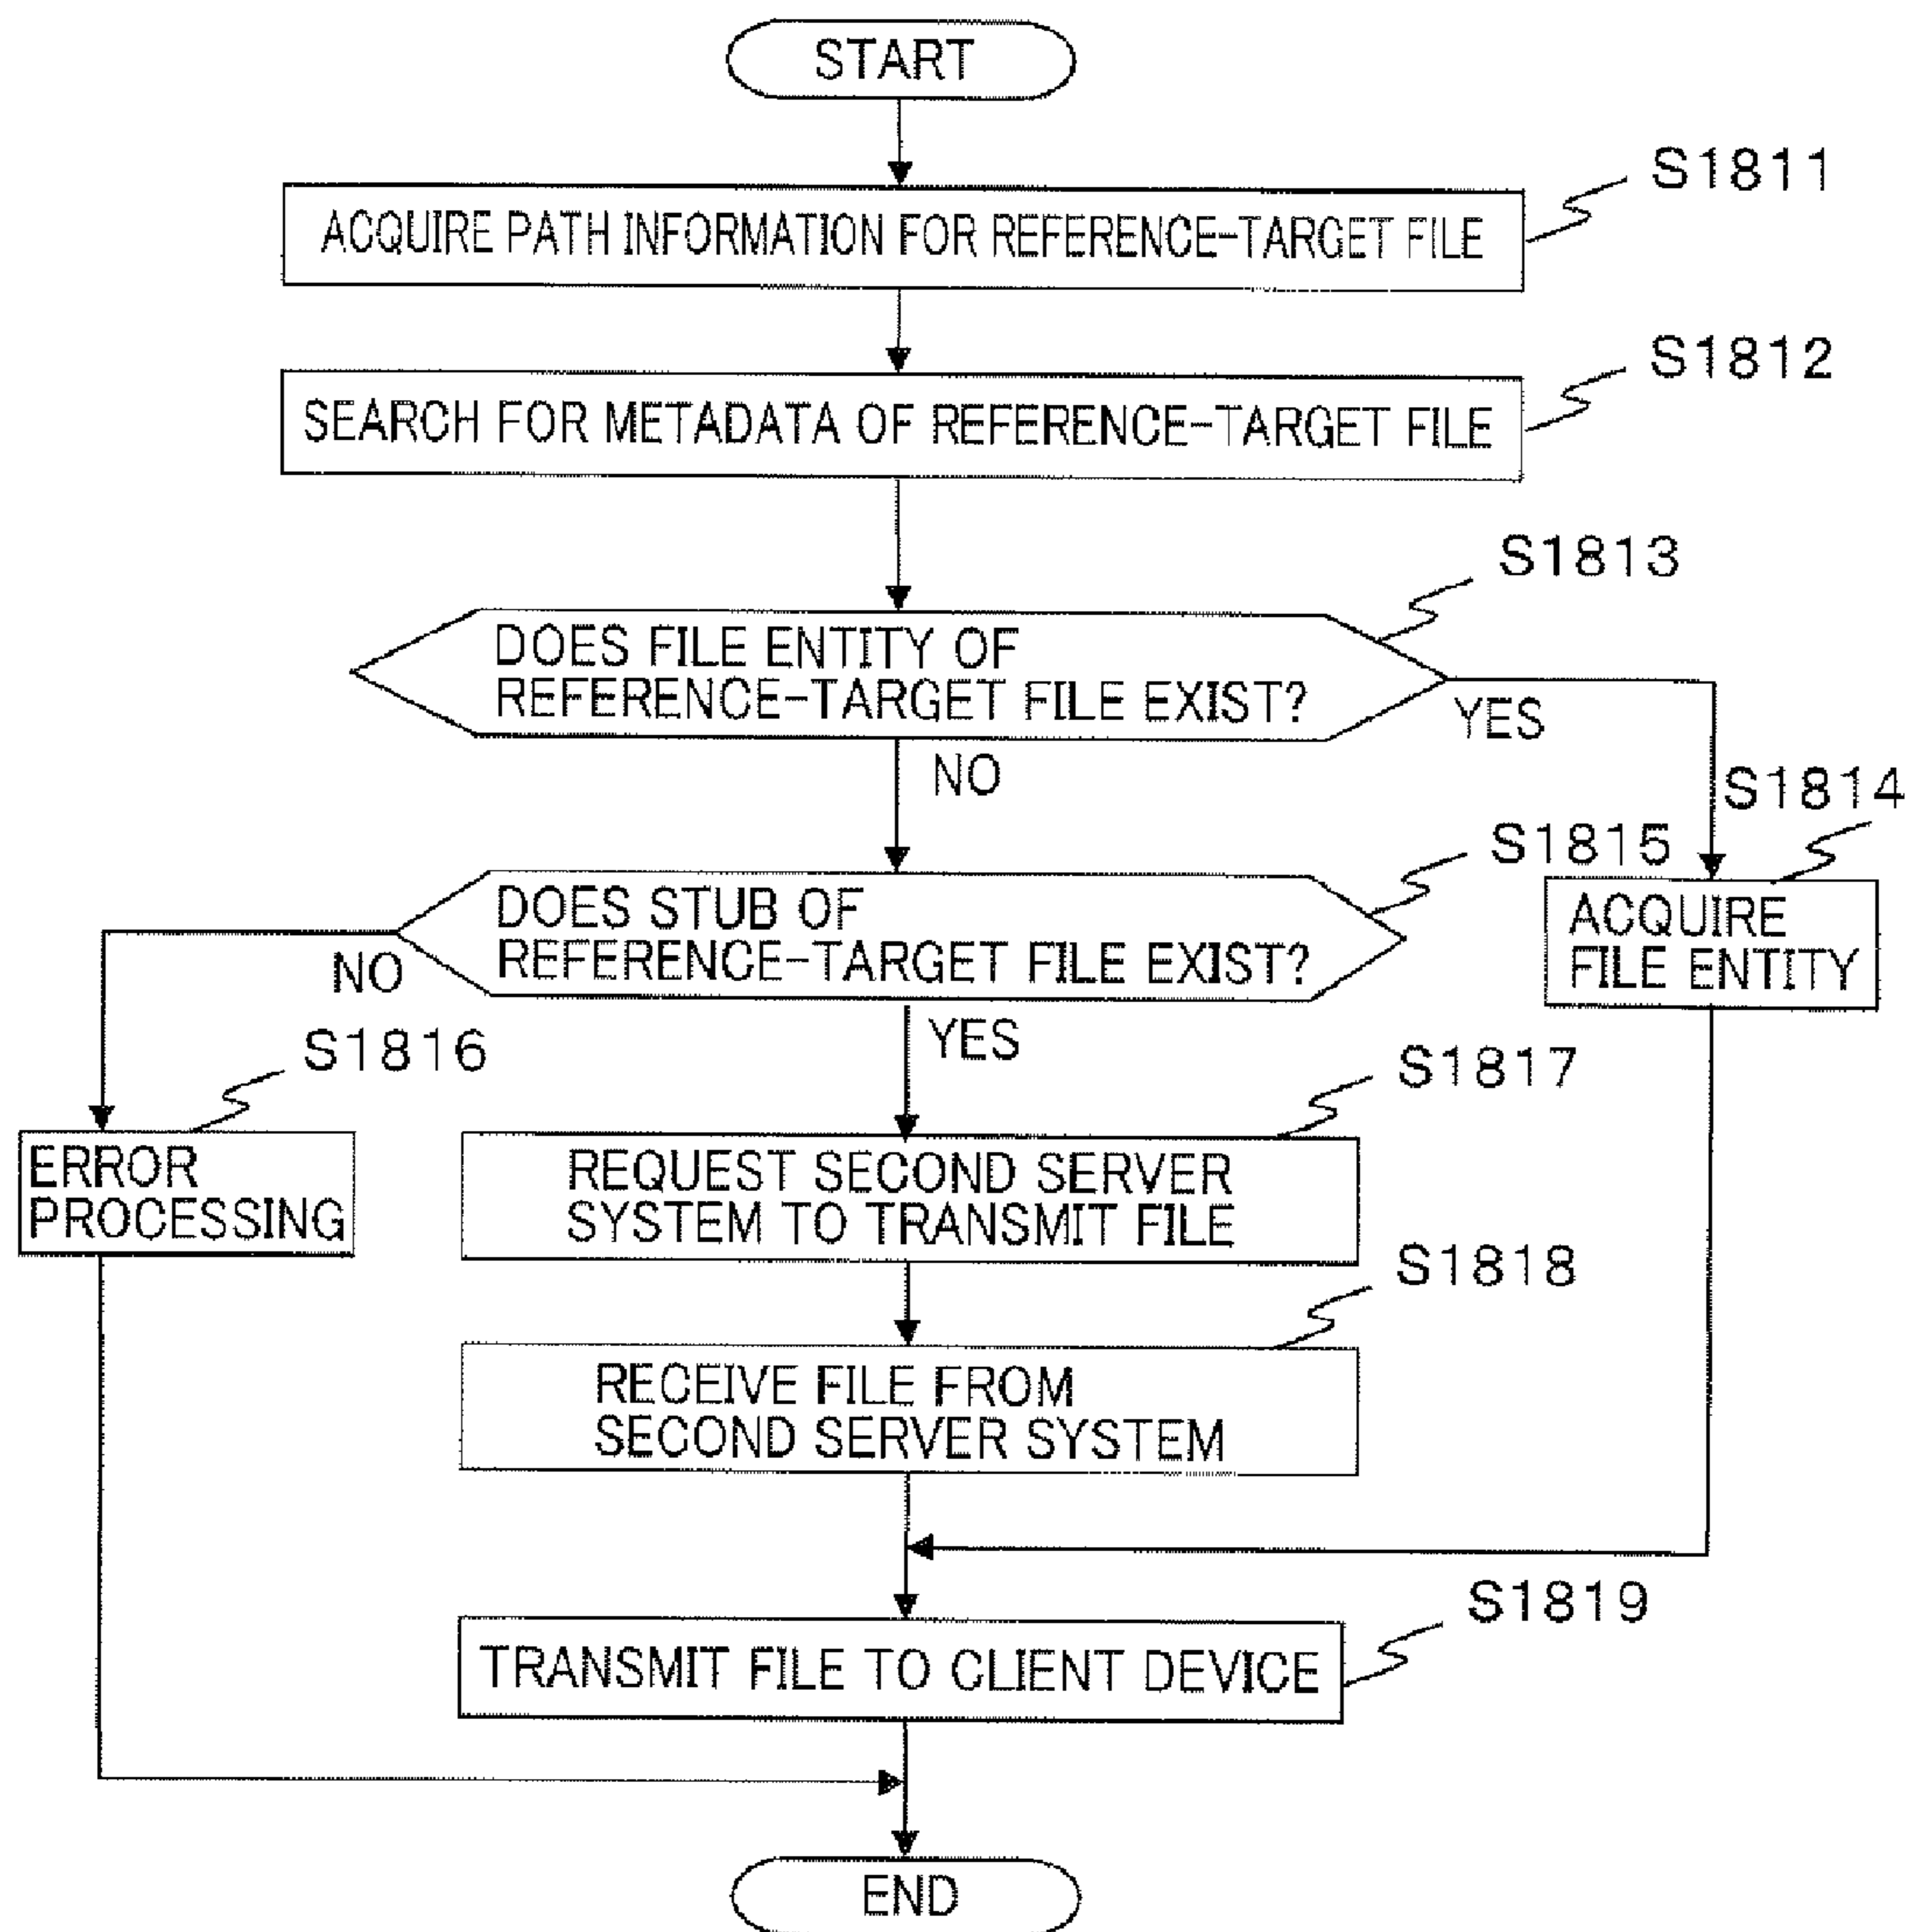 START
S1811
ACQUIRE PATH INFORMATION FOR REFERENCE-TARGET FILE
S1812
SEARCH FOR METADATA OF REFERENCE-TARGET FILE
S1813
DOES FILE ENTITY OF
REFERENCE-TARGET FILE EXIST?
YES
NO
S1814
ACQUIRE
FILE ENTITY
S1815
DOES STUB OF
REFERENCE-TARGET FILE EXIST?
NO
YES
S1816
ERROR
PROCESSING
S1817
REQUEST SECOND SERVER
SYSTEM TO TRANSMIT FILE
S1818
RECEIVE FILE FROM
SECOND SERVER SYSTEM
S1819
TRANSMIT FILE TO CLIENT DEVICE
END